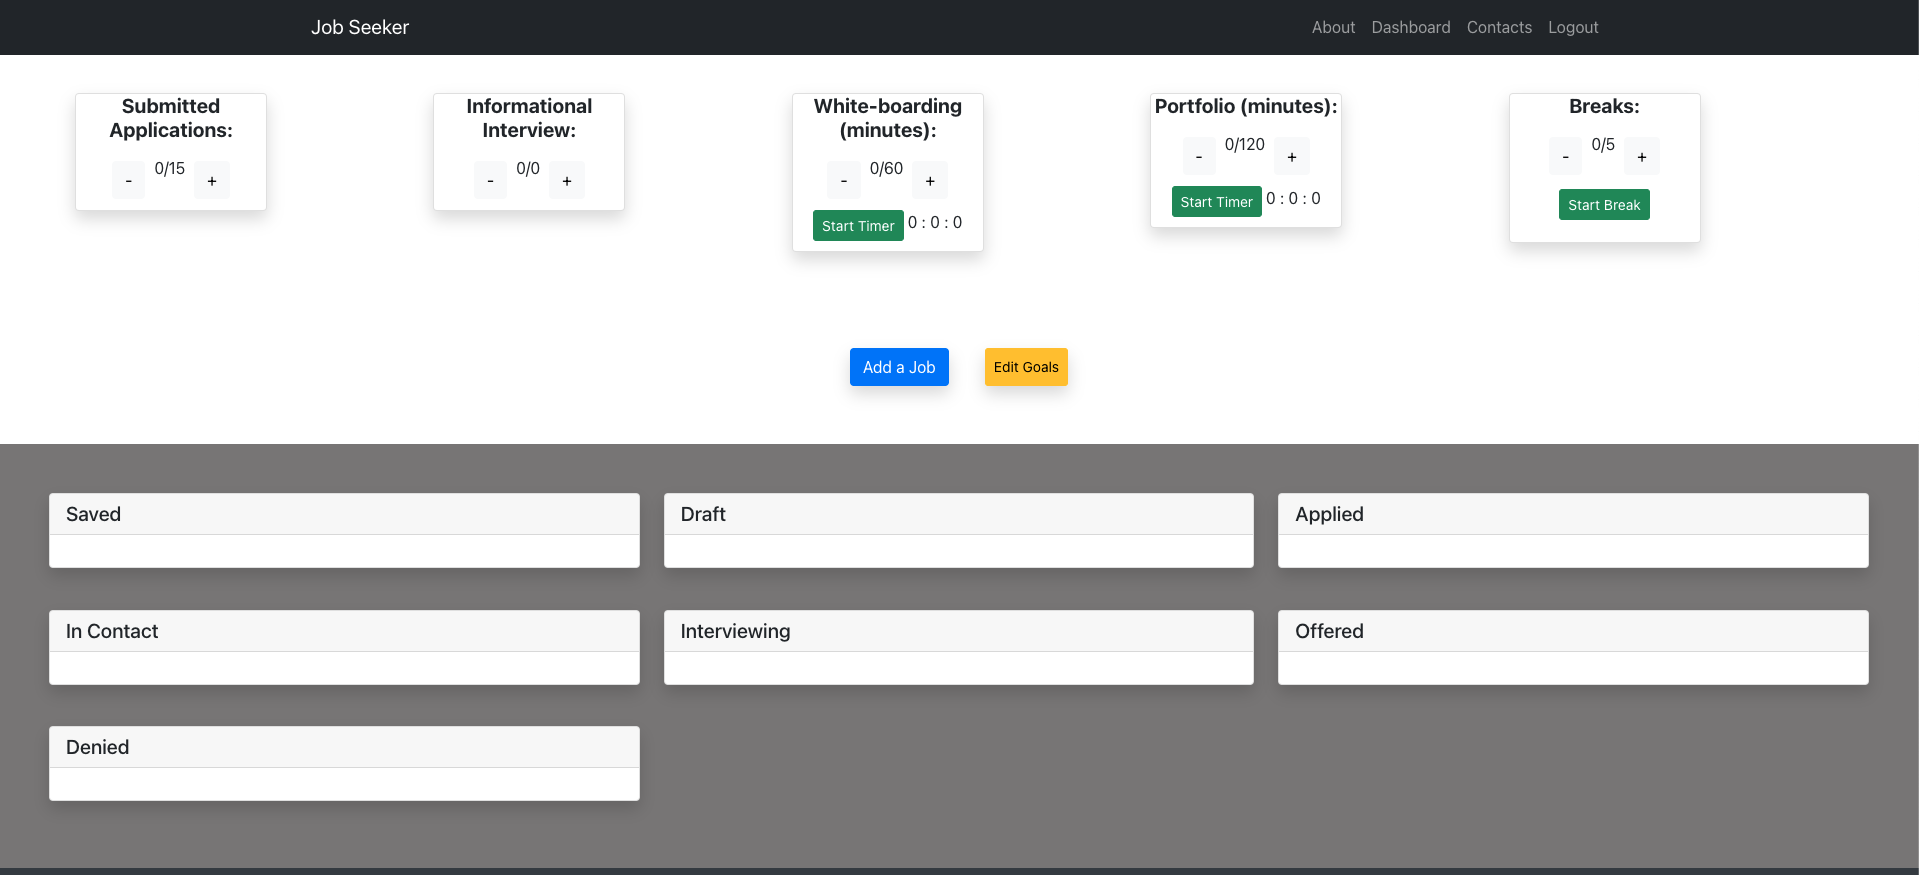 Job Seeker
About Dashboard Contacts Logout
Submitted
Applications:
- 0/15 +
Informational
Interview:
- 0/0 +
White-boarding
(minutes):
- 0/60 +
Start Timer 0 : 0 : 0
Portfolio (minutes):
- 0/120 +
Start Timer 0 : 0 : 0
Breaks:
- 0/5 +
Start Break
Add a Job
Edit Goals
Saved
Draft
Applied
In Contact
Interviewing
Offered
Denied